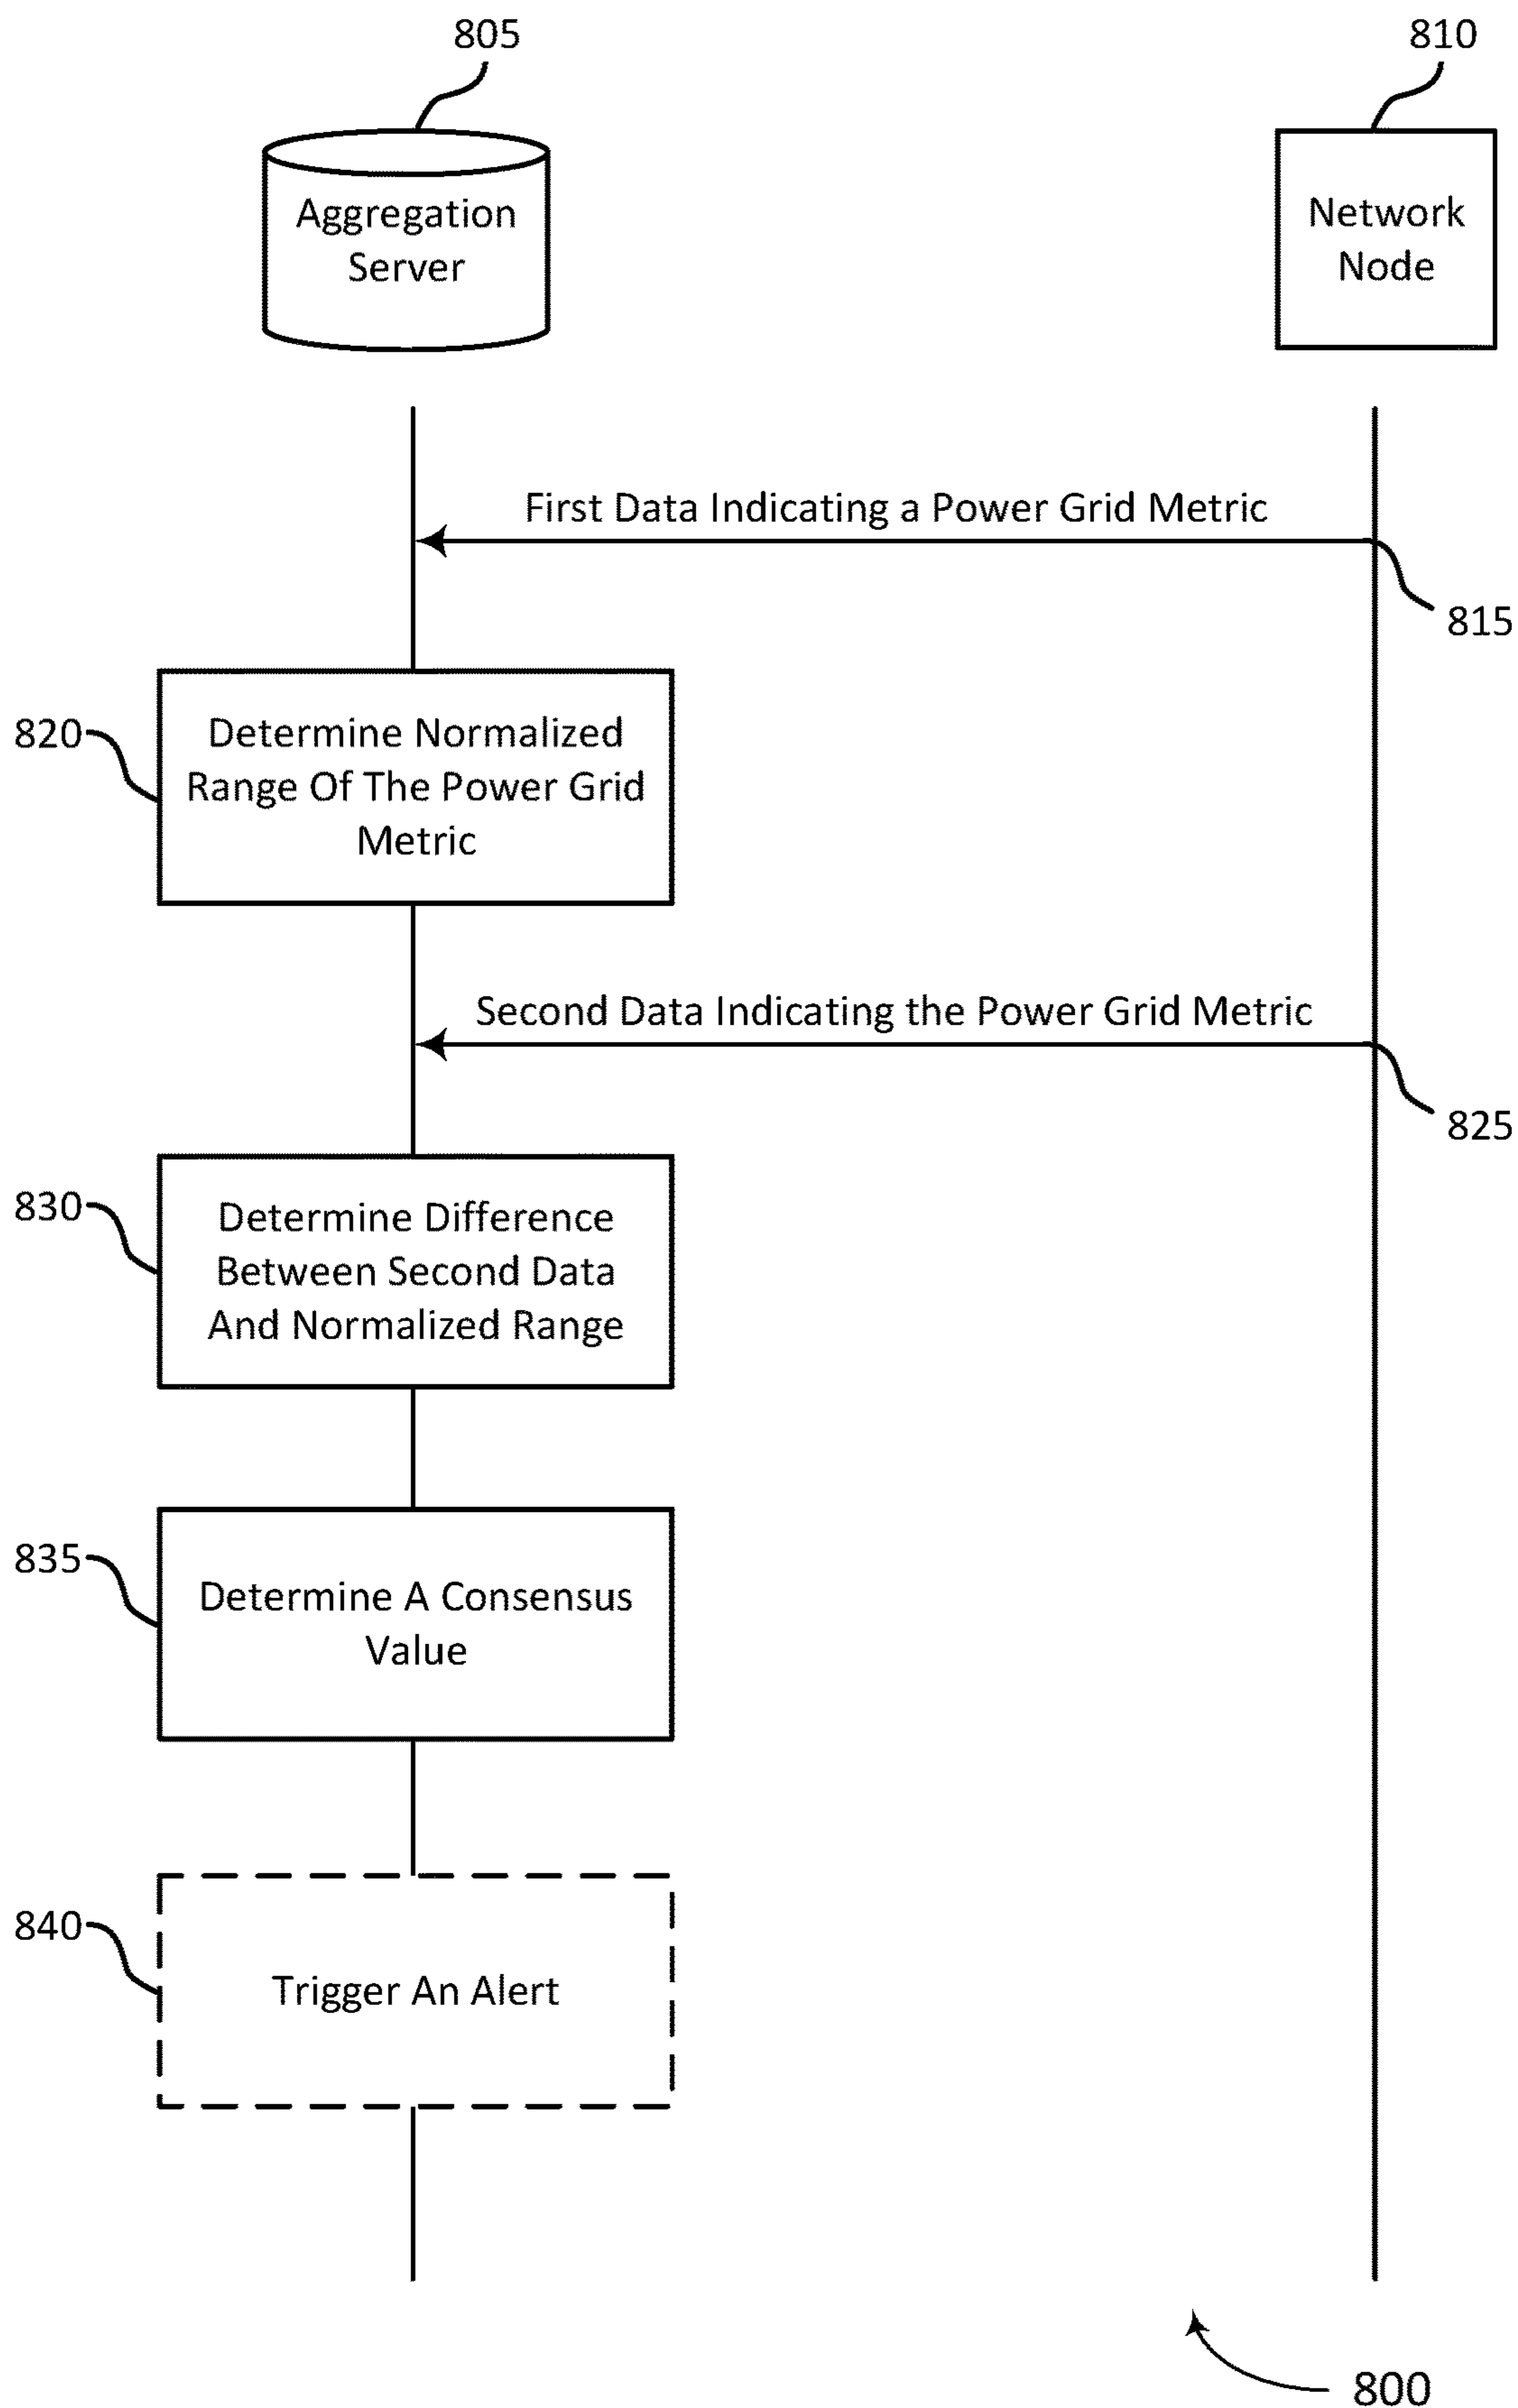 805
810
Aggregation
Server
Network
Node
First Data Indicating a Power Grid Metric
815
820
Determine Normalized
Range Of The Power Grid
Metric
Second Data Indicating the Power Grid Metric
825
830
Determine Difference
Between Second Data
And Normalized Range
835
Determine A Consensus
Value
840
Trigger An Alert
800